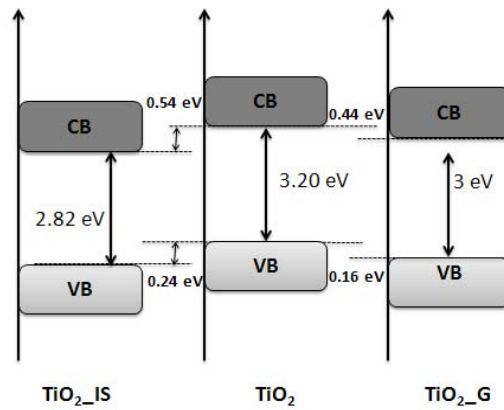 0.54 eV
CB
CB
0.44 eV
CB
2.82 eV
3.20 eV
3 eV
VB
0.24 eV
VB
0.16 eV
VB
TiO₂_IS
TiO₂
TiO₂_G